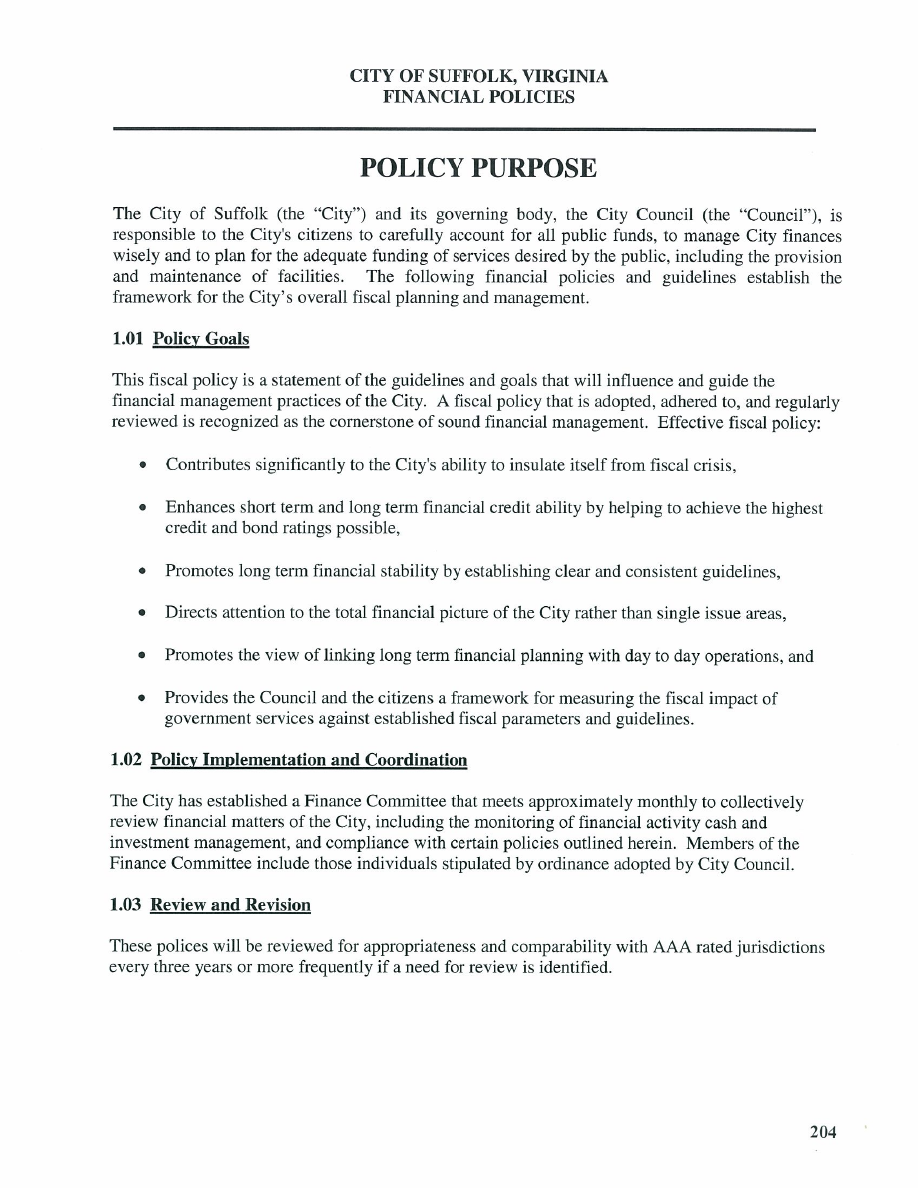 CITY OF SUFFOLK, VIRGINIA
FINANCIAL POLICIES
POLICY PURPOSE
The City of Suffolk (the “City”) and its governing body, the City Council (the “Council”), is
responsible to the City's citizens to carefully account for all public funds, to manage City finances
wisely and to plan for the adequate funding of services desired by the public, including the provision
and maintenance of facilities. The following financial policies and guidelines establish the
framework for the City’s overall fiscal planning and management.
1.01 Policy Goals
This fiscal policy is a statement of the guidelines and goals that will influence and guide the
financial management practices of the City. A fiscal policy that is adopted, adhered to, and regularly
reviewed is recognized as the cornerstone of sound financial management. Effective fiscal policy:
• Contributes significantly to the City's ability to insulate itself from fiscal crisis,
• Enhances short term and long term financial credit ability by helping to achieve the highest
credit and bond ratings possible,
• Promotes long term financial stability by establishing clear and consistent guidelines,
• Directs attention to the total financial picture of the City rather than single issue areas,
• Promotes the view of linking long term financial planning with day to day operations, and
• Provides the Council and the citizens a framework for measuring the fiscal impact of
government services against established fiscal parameters and guidelines.
1.02 Policy Implementation and Coordination
The City has established a Finance Committee that meets approximately monthly to collectively
review financial matters of the City, including the monitoring of financial activity cash and
investment management, and compliance with certain policies outlined herein. Members of the
Finance Committee include those individuals stipulated by ordinance adopted by City Council.
1.03 Review and Revision
These polices will be reviewed for appropriateness and comparability with AAA rated jurisdictions
every three years or more frequently if a need for review is identified.
204